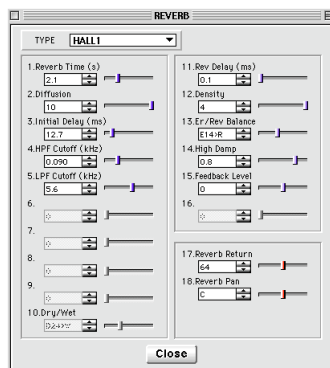 REVERB
TYPE HALL1
1.Reverb Time (s)
2.1
2.Diffusion
10
3.Initial Delay (ms)
12.7
4.HPF Cutoff (kHz)
0.090
5.LPF Cutoff (kHz)
5.6
6.
7.
8.
9.
10.Dry/Wet
11.Rev Delay (ms)
0.1
12.Density
4
13.Er/Rev Balance
E14>R
14.High Damp
0.8
15.Feedback Level
0
16.
17.Reverb Return
64
18.Reverb Pan
C
Close